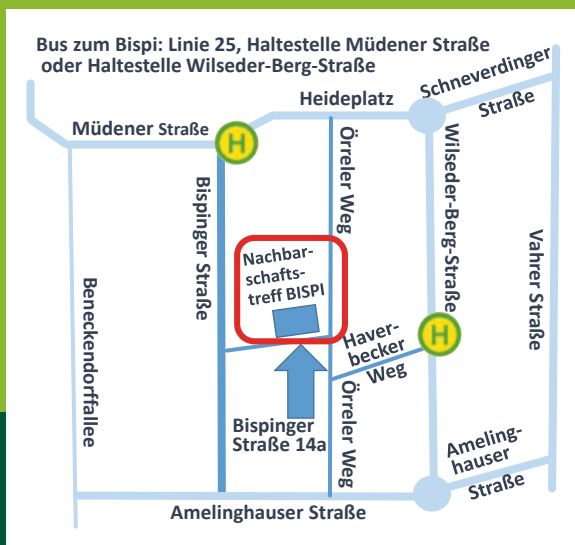 Bus zum Bispi: Linie 25, Haltestelle Müdener Straße
oder Haltestelle Wilseder-Berg-Straße
Schneverdinger
Straße
Heideplatz
Müdener Straße
H
Örreler Weg
Wilseder-Berg-Straße
Bispinger Straße
Vahrer Straße
Beneckendorffallee
Nachbar-
schafts-
treff BISPI
H
Haver-
becker
Weg
Örreler Weg
Bispinger
Straße 14a
Ameling-
hauser
Straße
Amelinghauser Straße